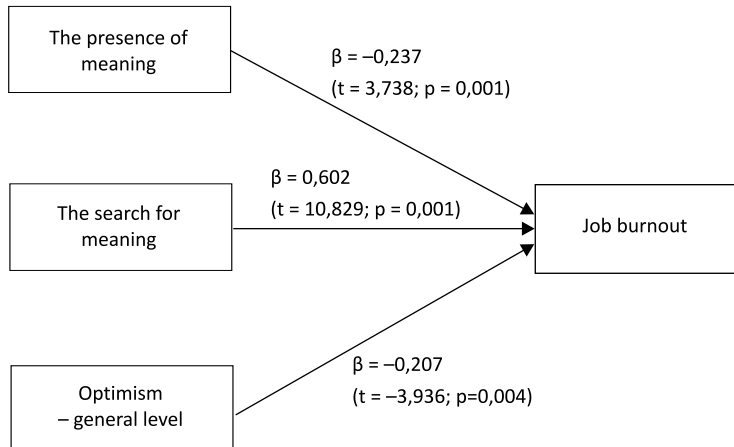 The presence of
meaning
β = –0,237
(t = 3,738; p = 0,001)
β = 0,602
(t = 10,829; p = 0,001)
The search for
meaning
Job burnout
β = –0,207
(t = –3,936; p=0,004)
Optimism
– general level